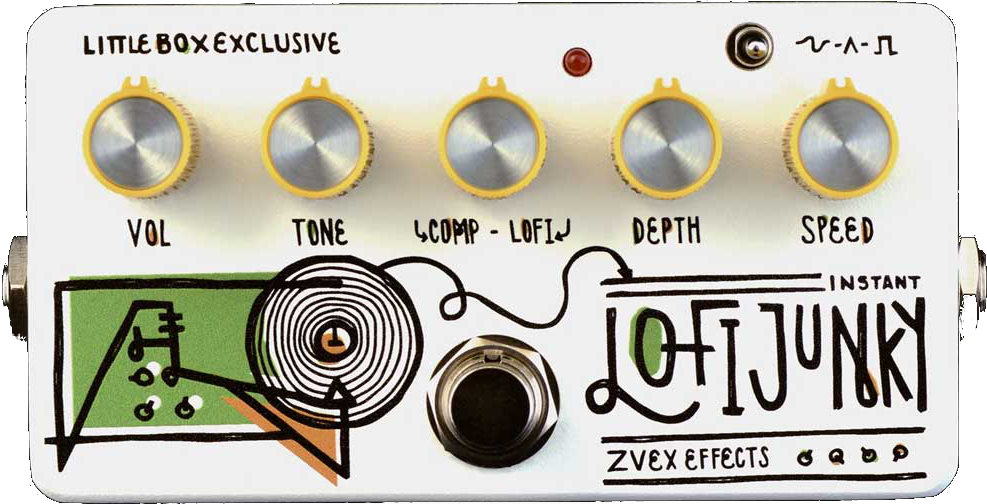 LITTLE BOX EXCLUSIVE
VOL TONE COMP - LOFI DEPTH SPEED
INSTANT
LOFI JUNKY
ZVEX EFFECTS